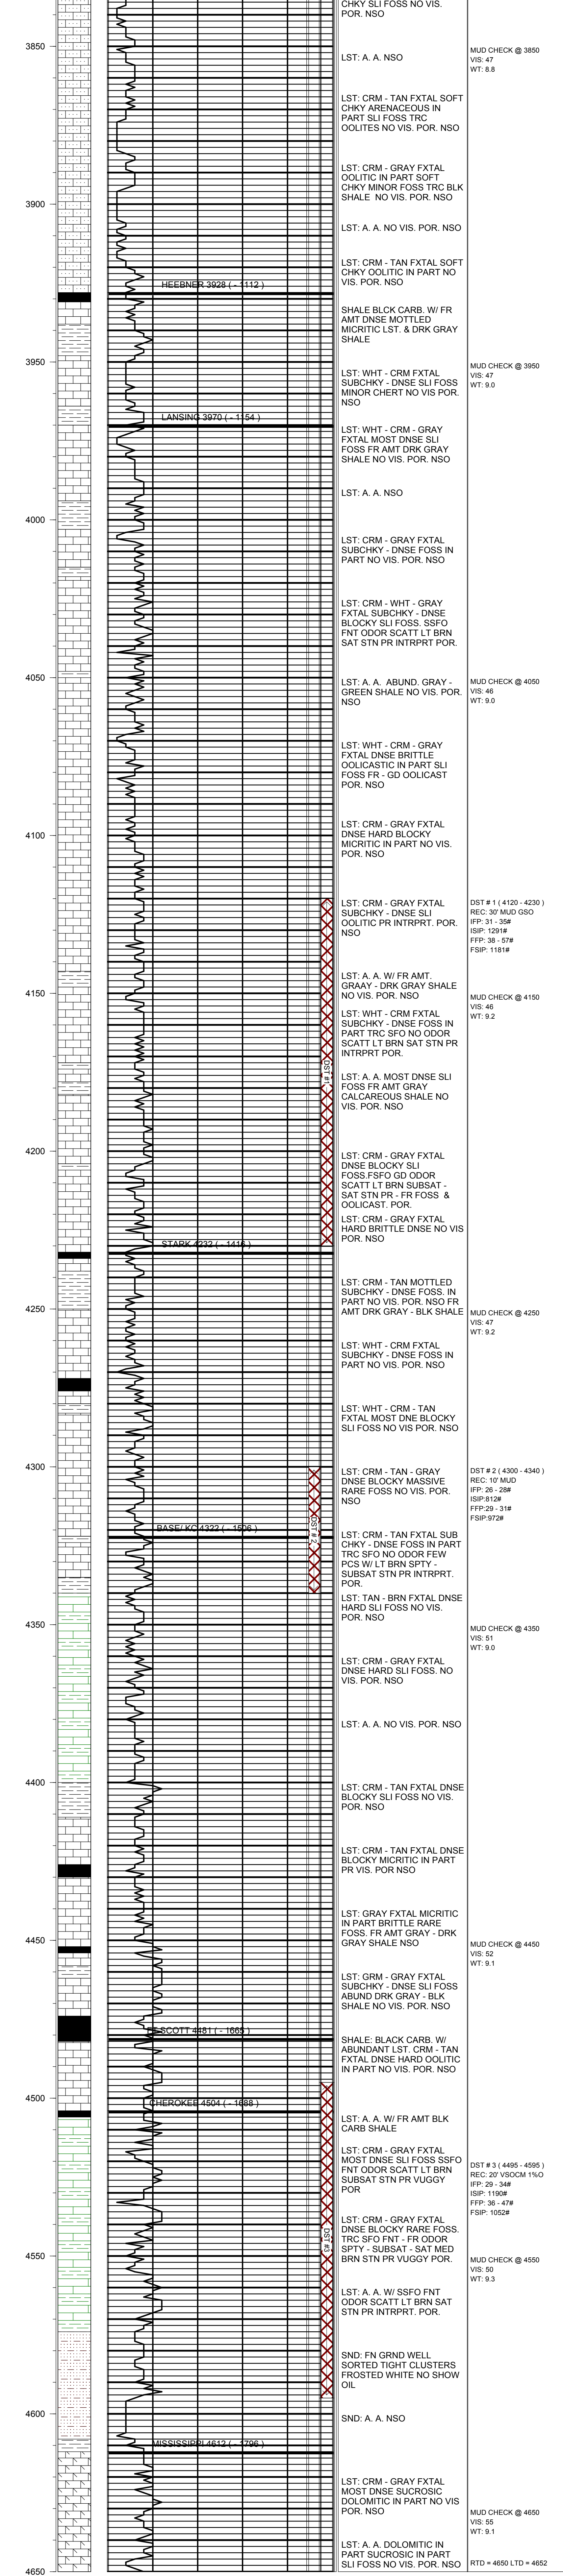 CHKY SLI FOSS NO VIS.
POR. NSO
3850
LST: A. A. NSO
MUD CHECK @ 3850
VIS: 47
WT: 8.8
LST: CRM - TAN FXTAL SOFT
CHKY ARENACEOUS IN
PART SLI FOSS TRC
OOLITES NO VIS. POR. NSO
LST: CRM - GRAY FXTAL
OOLITIC IN PART SOFT
CHKY MINOR FOSS TRC BLK
SHALE NO VIS. POR. NSO
3900
LST: A. A. NO VIS. POR. NSO
LST: CRM - TAN FXTAL SOFT
CHKY OOLITIC IN PART NO
VIS. POR. NSO
HEEBNER 3928 ( - 1112 )
SHALE BLCK CARB. W/ FR
AMT DNSE MOTTLED
MICRITIC LST. & DRK GRAY
SHALE
3950
MUD CHECK @ 3950
VIS: 47
WT: 9.0
LST: WHT - CRM FXTAL
SUBCHKY - DNSE SLI FOSS
MINOR CHERT NO VIS POR.
NSO
LANSING 3970 ( - 1154 )
LST: WHT - CRM - GRAY
FXTAL MOST DNSE SLI
FOSS FR AMT DRK GRAY
SHALE NO VIS. POR. NSO
LST: A. A. NSO
4000
LST: CRM - GRAY FXTAL
SUBCHKY - DNSE FOSS IN
PART NO VIS. POR. NSO
LST: CRM - WHT - GRAY
FXTAL SUBCHKY - DNSE
BLOCKY SLI FOSS. SSFO
FNT ODOR SCATT LT BRN
SAT STN PR INTRPRT POR.
4050
LST: A. A. ABUND. GRAY -
GREEN SHALE NO VIS. POR.
NSO
MUD CHECK @ 4050
VIS: 46
WT: 9.0
LST: WHT - CRM - GRAY
FXTAL DNSE BRITTLE
OOLICASTIC IN PART SLI
FOSS FR - GD OOLICAST
POR. NSO
4100
LST: CRM - GRAY FXTAL
DNSE HARD BLOCKY
MICRITIC IN PART NO VIS.
POR. NSO
LST: CRM - GRAY FXTAL
SUBCHKY - DNSE SLI
OOLITIC PR INTRPRT. POR.
NSO
DST # 1 ( 4120 - 4230 )
REC: 30' MUD GSO
IFP: 31 - 35#
ISIP: 1291#
FFP: 38 - 57#
FSIP: 1181#
LST: A. A. W/ FR AMT.
GRAAY - DRK GRAY SHALE
NO VIS. POR. NSO
4150
MUD CHECK @ 4150
VIS: 46
WT: 9.2
LST: WHT - CRM FXTAL
SUBCHKY - DNSE FOSS IN
PART TRC SFO NO ODOR
SCATT LT BRN SAT STN PR
INTRPRT POR.
DST #1
LST: A. A. MOST DNSE SLI
FOSS FR AMT GRAY
CALCAREOUS SHALE NO
VIS. POR. NSO
4200
LST: CRM - GRAY FXTAL
DNSE BLOCKY SLI
FOSS.FSFO GD ODOR
SCATT LT BRN SUBSAT -
SAT STN PR - FR FOSS &
OOLICAST. POR.
LST: CRM - GRAY FXTAL
HARD BRITTLE DNSE NO VIS
POR. NSO
STARK 4232 ( - 1416 )
LST: CRM - TAN MOTTLED
SUBCHKY - DNSE FOSS. IN
PART NO VIS. POR. NSO FR
AMT DRK GRAY - BLK SHALE
4250
MUD CHECK @ 4250
VIS: 47
WT: 9.2
LST: WHT - CRM FXTAL
SUBCHKY - DNSE FOSS IN
PART NO VIS. POR. NSO
LST: WHT - CRM - TAN
FXTAL MOST DNE BLOCKY
SLI FOSS NO VIS POR. NSO
4300
LST: CRM - TAN - GRAY
DNSE BLOCKY MASSIVE
RARE FOSS NO VIS. POR.
NSO
DST # 2 ( 4300 - 4340 )
REC: 10' MUD
IFP: 26 - 28#
ISIP:812#
FFP:29 - 31#
FSIP:972#
DST # 2
BASE/ KC 4322 ( - 1506 )
LST: CRM - TAN FXTAL SUB
CHKY - DNSE FOSS IN PART
TRC SFO NO ODOR FEW
PCS W/ LT BRN SPTY -
SUBSAT STN PR INTRPRT.
POR.
LST: TAN - BRN FXTAL DNSE
HARD SLI FOSS NO VIS.
POR. NSO
4350
MUD CHECK @ 4350
VIS: 51
WT: 9.0
LST: CRM - GRAY FXTAL
DNSE HARD SLI FOSS. NO
VIS. POR. NSO
LST: A. A. NO VIS. POR. NSO
4400
LST: CRM - TAN FXTAL DNSE
BLOCKY SLI FOSS NO VIS.
POR. NSO
LST: CRM - TAN FXTAL DNSE
BLOCKY MICRITIC IN PART
PR VIS. POR NSO
LST: GRAY FXTAL MICRITIC
IN PART BRITTLE RARE
FOSS. FR AMT GRAY - DRK
GRAY SHALE NSO
4450
MUD CHECK @ 4450
VIS: 52
WT: 9.1
LST: GRM - GRAY FXTAL
SUBCHKY - DNSE SLI FOSS
ABUND DRK GRAY - BLK
SHALE NO VIS. POR. NSO
FT SCOTT 4481 ( - 1665 )
SHALE: BLACK CARB. W/
ABUNDANT LST. CRM - TAN
FXTAL DNSE HARD OOLITIC
IN PART NO VIS. POR. NSO
4500
CHEROKEE 4504 ( - 1688 )
LST: A. A. W/ FR AMT BLK
CARB SHALE
LST: CRM - GRAY FXTAL
MOST DNSE SLI FOSS SSFO
FNT ODOR SCATT LT BRN
SUBSAT STN PR VUGGY
POR
DST # 3 ( 4495 - 4595 )
REC: 20' VSOCM 1%O
IFP: 29 - 34#
ISIP: 1190#
FFP: 36 - 47#
FSIP: 1052#
LST: CRM - GRAY FXTAL
DNSE BLOCKY RARE FOSS.
TRC SFO FNT - FR ODOR
SPTY - SUBSAT - SAT MED
BRN STN PR VUGGY POR.
DST #3
4550
MUD CHECK @ 4550
VIS: 50
WT: 9.3
LST: A. A. W/ SSFO FNT
ODOR SCATT LT BRN SAT
STN PR INTRPRT. POR.
SND: FN GRND WELL
SORTED TIGHT CLUSTERS
FROSTED WHITE NO SHOW
OIL
4600
SND: A. A. NSO
MISSISSIPPI 4612 ( - 1796 )
LST: CRM - GRAY FXTAL
MOST DNSE SUCROSIC
DOLOMITIC IN PART NO VIS
POR. NSO
MUD CHECK @ 4650
VIS: 55
WT: 9.1
LST: A. A. DOLOMITIC IN
PART SUCROSIC IN PART
SLI FOSS NO VIS. POR. NSO
4650
RTD = 4650 LTD = 4652